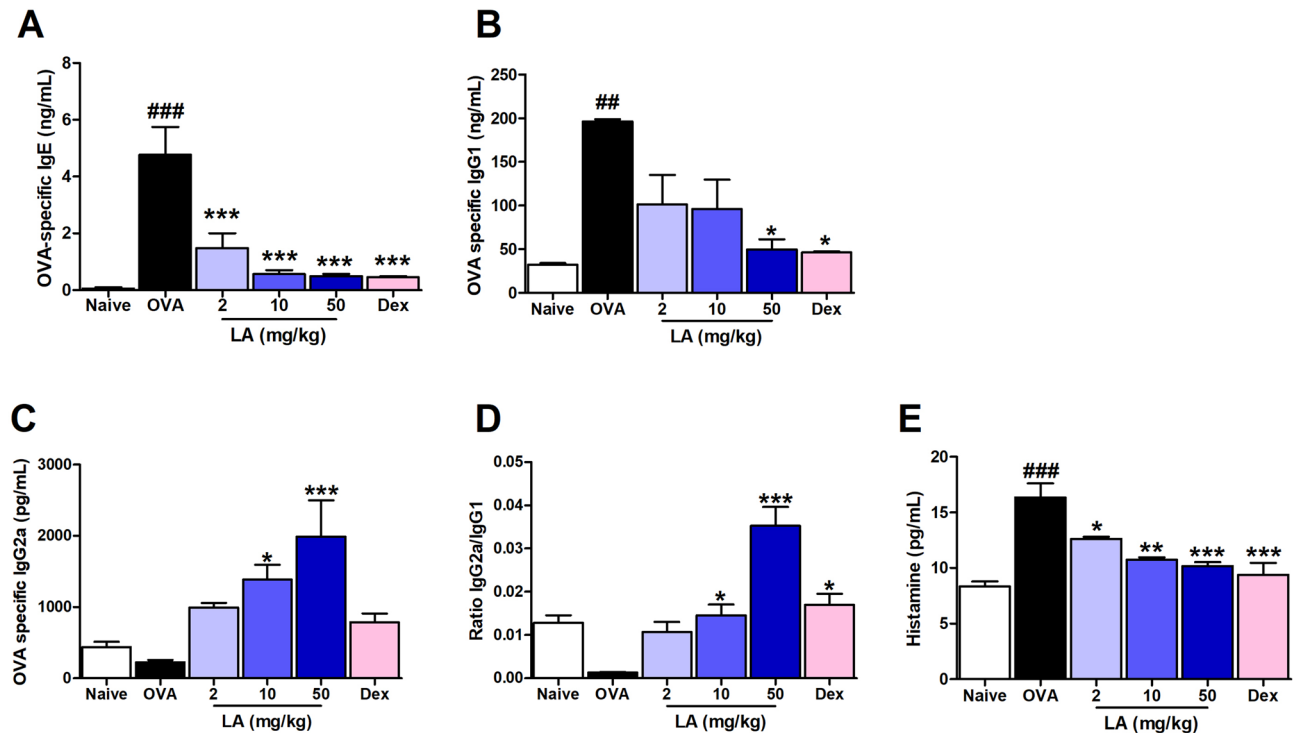 A
OVA-specific IgE (ng/mL)
8
6
4
2
0
###
***
***
***
***
Naive OVA 2 10 50 Dex
LA (mg/kg)
B
OVA specific IgG1 (ng/mL)
250
200
150
100
50
0
##
*
*
Naive OVA 2 10 50 Dex
LA (mg/kg)
C
OVA specific IgG2a (pg/mL)
3000
2000
1000
0
*
***
Naive OVA 2 10 50 Dex
LA (mg/kg)
D
Ratio IgG2a/IgG1
0.05
0.04
0.03
0.02
0.01
0.00
*
***
*
Naive OVA 2 10 50 Dex
LA (mg/kg)
E
Histamine (pg/mL)
20
15
10
5
0
###
*
**
***
***
Naive OVA 2 10 50 Dex
LA (mg/kg)